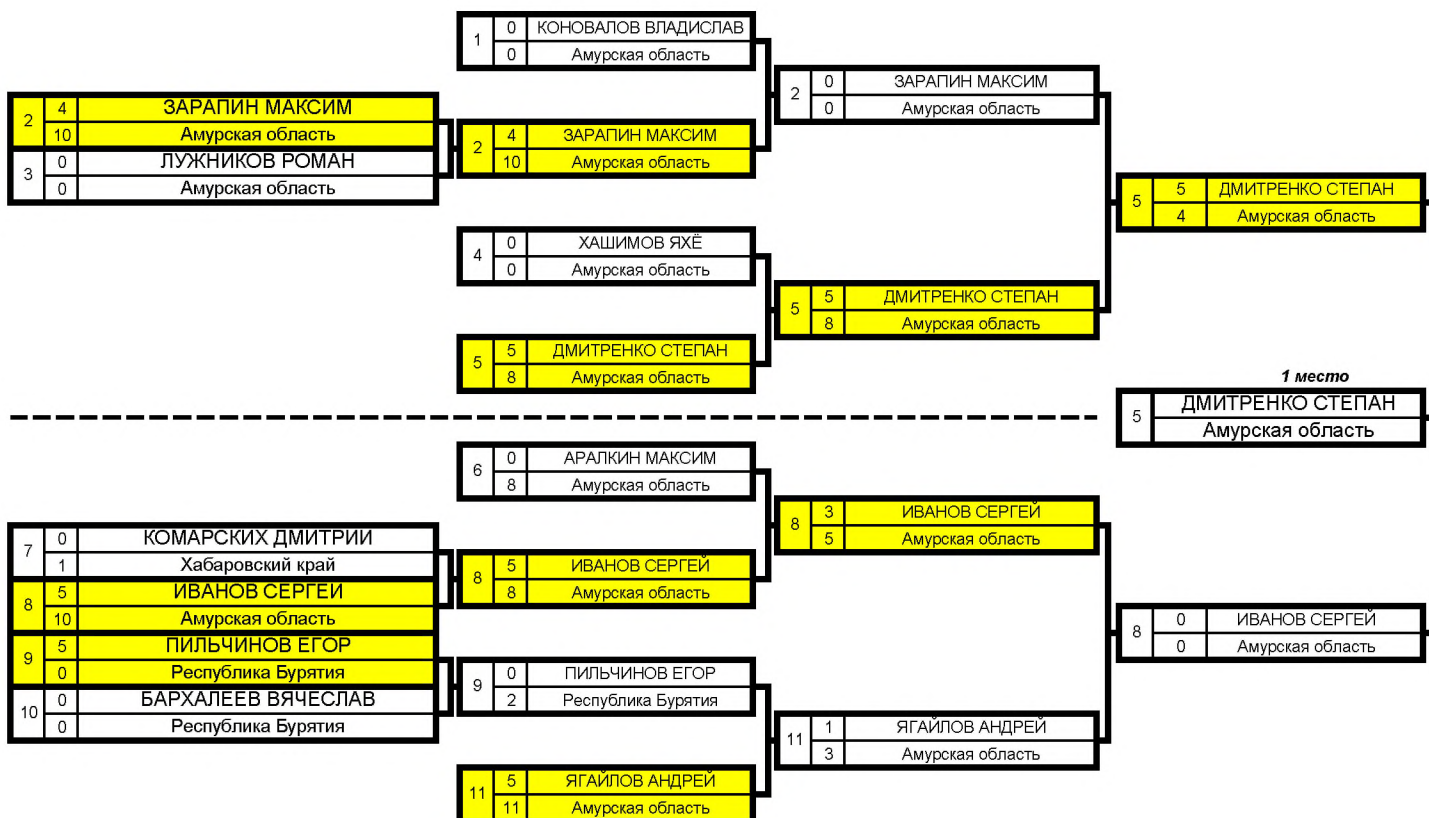 1 0 КОНОВАЛОВ ВЛАДИСЛАВ
0 Амурская область
2 4 ЗАРАПИН МАКСИМ
10 Амурская область
3 0 ЛУЖНИКОВ РОМАН
0 Амурская область
2 4 ЗАРАПИН МАКСИМ
10 Амурская область
2 0 ЗАРАПИН МАКСИМ
0 Амурская область
4 0 ХАШИМОВ ЯХЁ
0 Амурская область
5 5 ДМИТРЕНКО СТЕПАН
8 Амурская область
5 5 ДМИТРЕНКО СТЕПАН
8 Амурская область
5 5 ДМИТРЕНКО СТЕПАН
4 Амурская область
1 место
5 ДМИТРЕНКО СТЕПАН
Амурская область
6 0 АРАЛКИН МАКСИМ
8 Амурская область
7 0 КОМАРСКИХ ДМИТРИИ
1 Хабаровский край
8 5 ИВАНОВ СЕРГЕИ
10 Амурская область
9 5 ПИЛЬЧИНОВ ЕГОР
0 Республика Бурятия
10 0 БАРХАЛЕЕВ ВЯЧЕСЛАВ
0 Республика Бурятия
8 5 ИВАНОВ СЕРГЕЙ
8 Амурская область
8 3 ИВАНОВ СЕРГЕЙ
5 Амурская область
9 0 ПИЛЬЧИНОВ ЕГОР
2 Республика Бурятия
11 5 ЯГАЙЛОВ АНДРЕЙ
11 Амурская область
11 1 ЯГАЙЛОВ АНДРЕЙ
3 Амурская область
8 0 ИВАНОВ СЕРГЕЙ
0 Амурская область